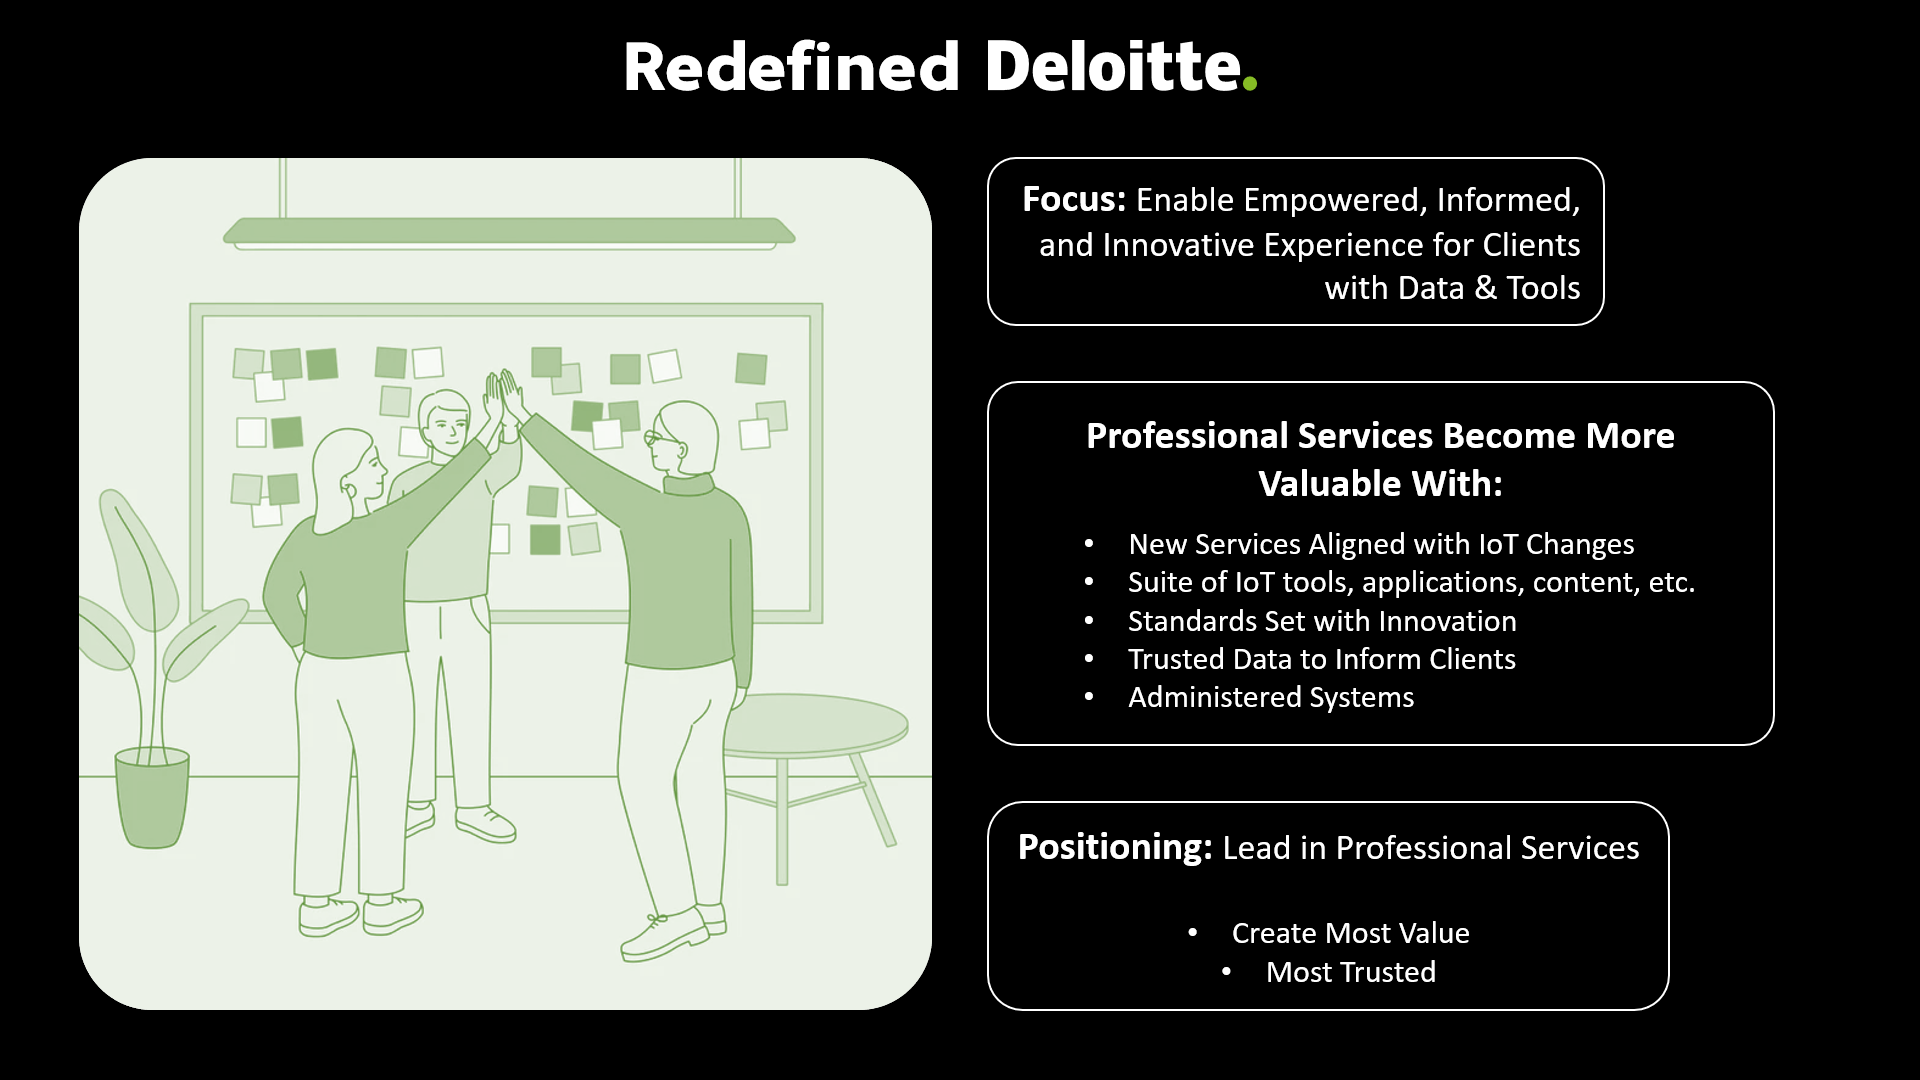 Redefined Deloitte.
Focus: Enable Empowered, Informed,
and Innovative Experience for Clients
with Data & Tools
Professional Services Become More
Valuable With:
• New Services Aligned with IoT Changes
• Suite of IoT tools, applications, content, etc.
• Standards Set with Innovation
• Trusted Data to Inform Clients
• Administered Systems
Positioning: Lead in Professional Services
• Create Most Value
• Most Trusted